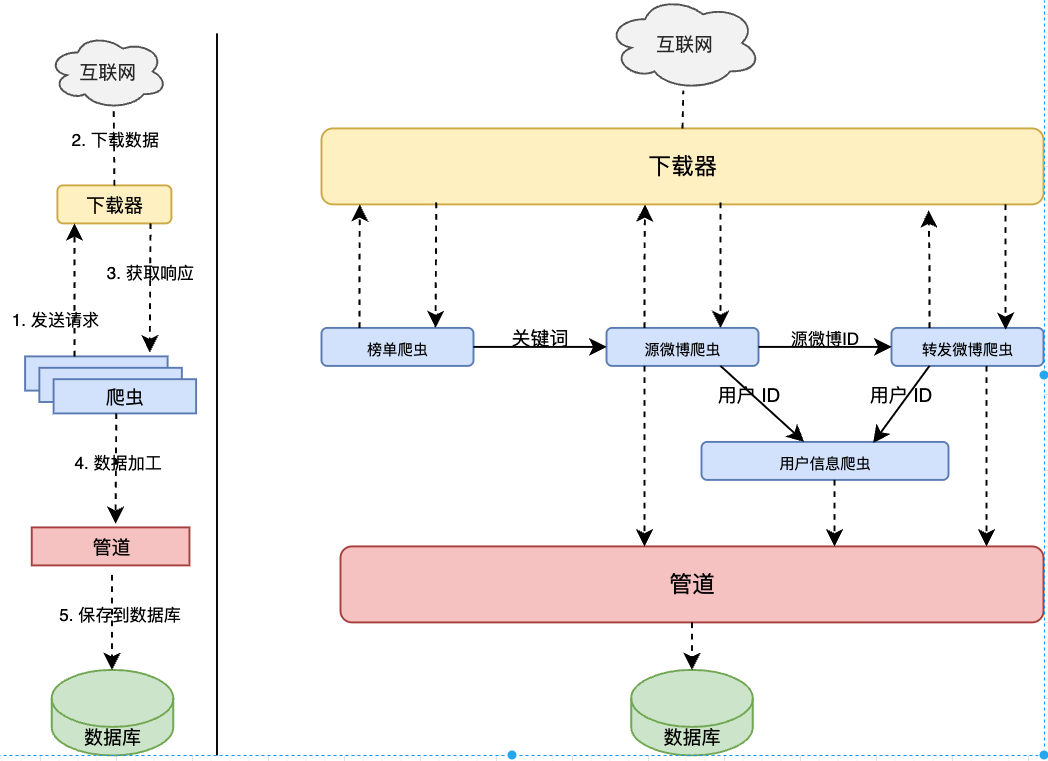 互联网
2. 下载数据
下载器
3. 获取响应
1. 发送请求
爬虫
4. 数据加工
管道
5. 保存到数据库
数据库
互联网
下载器
榜单爬虫
关键词
源微博爬虫
源微博ID
转发微博爬虫
用户 ID
用户 ID
用户信息爬虫
管道
数据库